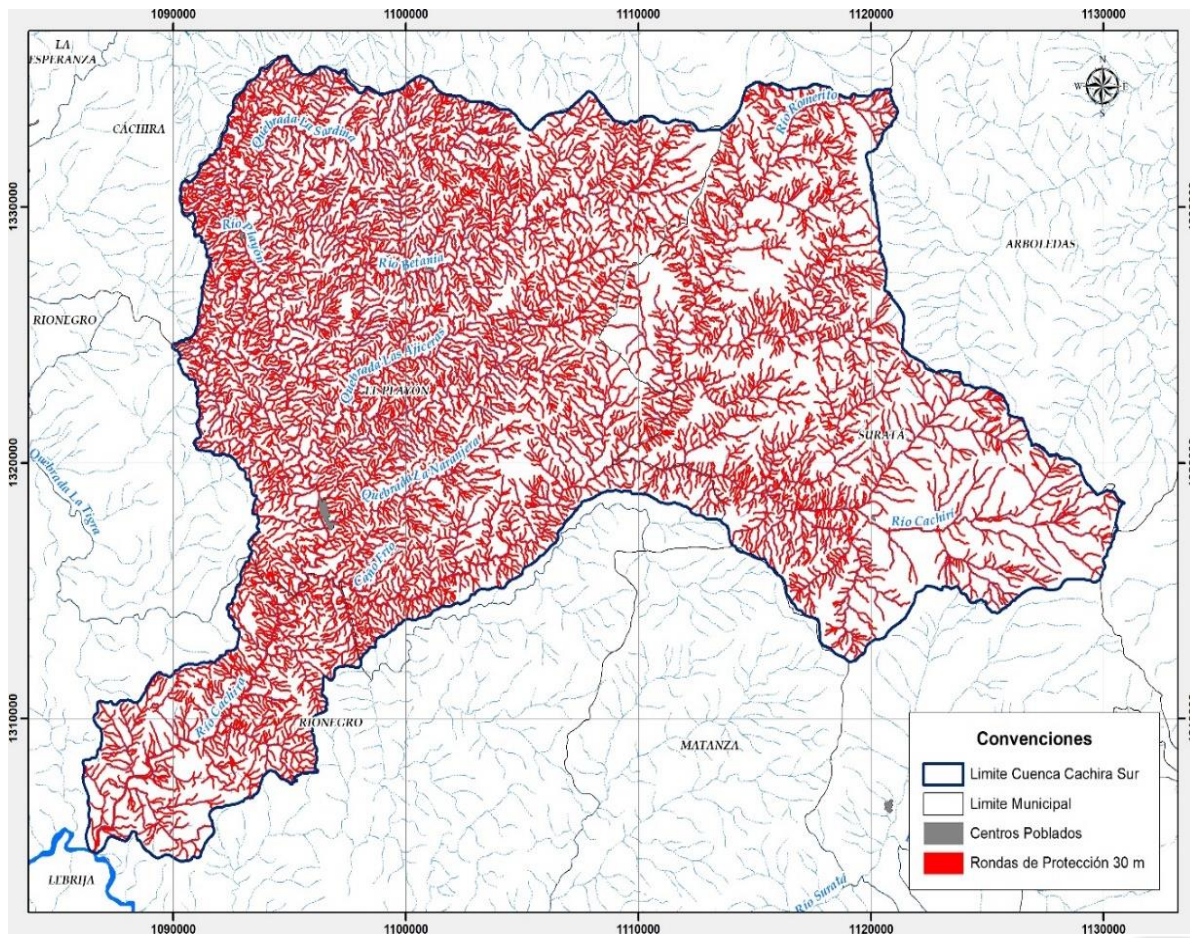 1090000
1100000
1110000
1120000
1130000
LA
ESPERANZA
CÁCHIRA
Quebrada La Sardina
Río Romerito
N
W
E
S
1330000
Río Playón
Río Betania
ARBOLEDAS
RIONEGRO
Quebrada Las Ajiceras
EL PLAYÓN
SURATÁ
1320000
Quebrada La Naranjera
Quebrada La Tigra
Río Cachirí
Cayo Frío
Río Cachira
RIONEGRO
MATANZA
1310000
Convenciones
Limite Cuenca Cachira Sur
Limite Municipal
Centros Poblados
Rondas de Protección 30 m
LEBRIJA
Río Suratá
1090000
1100000
1110000
1120000
1130000